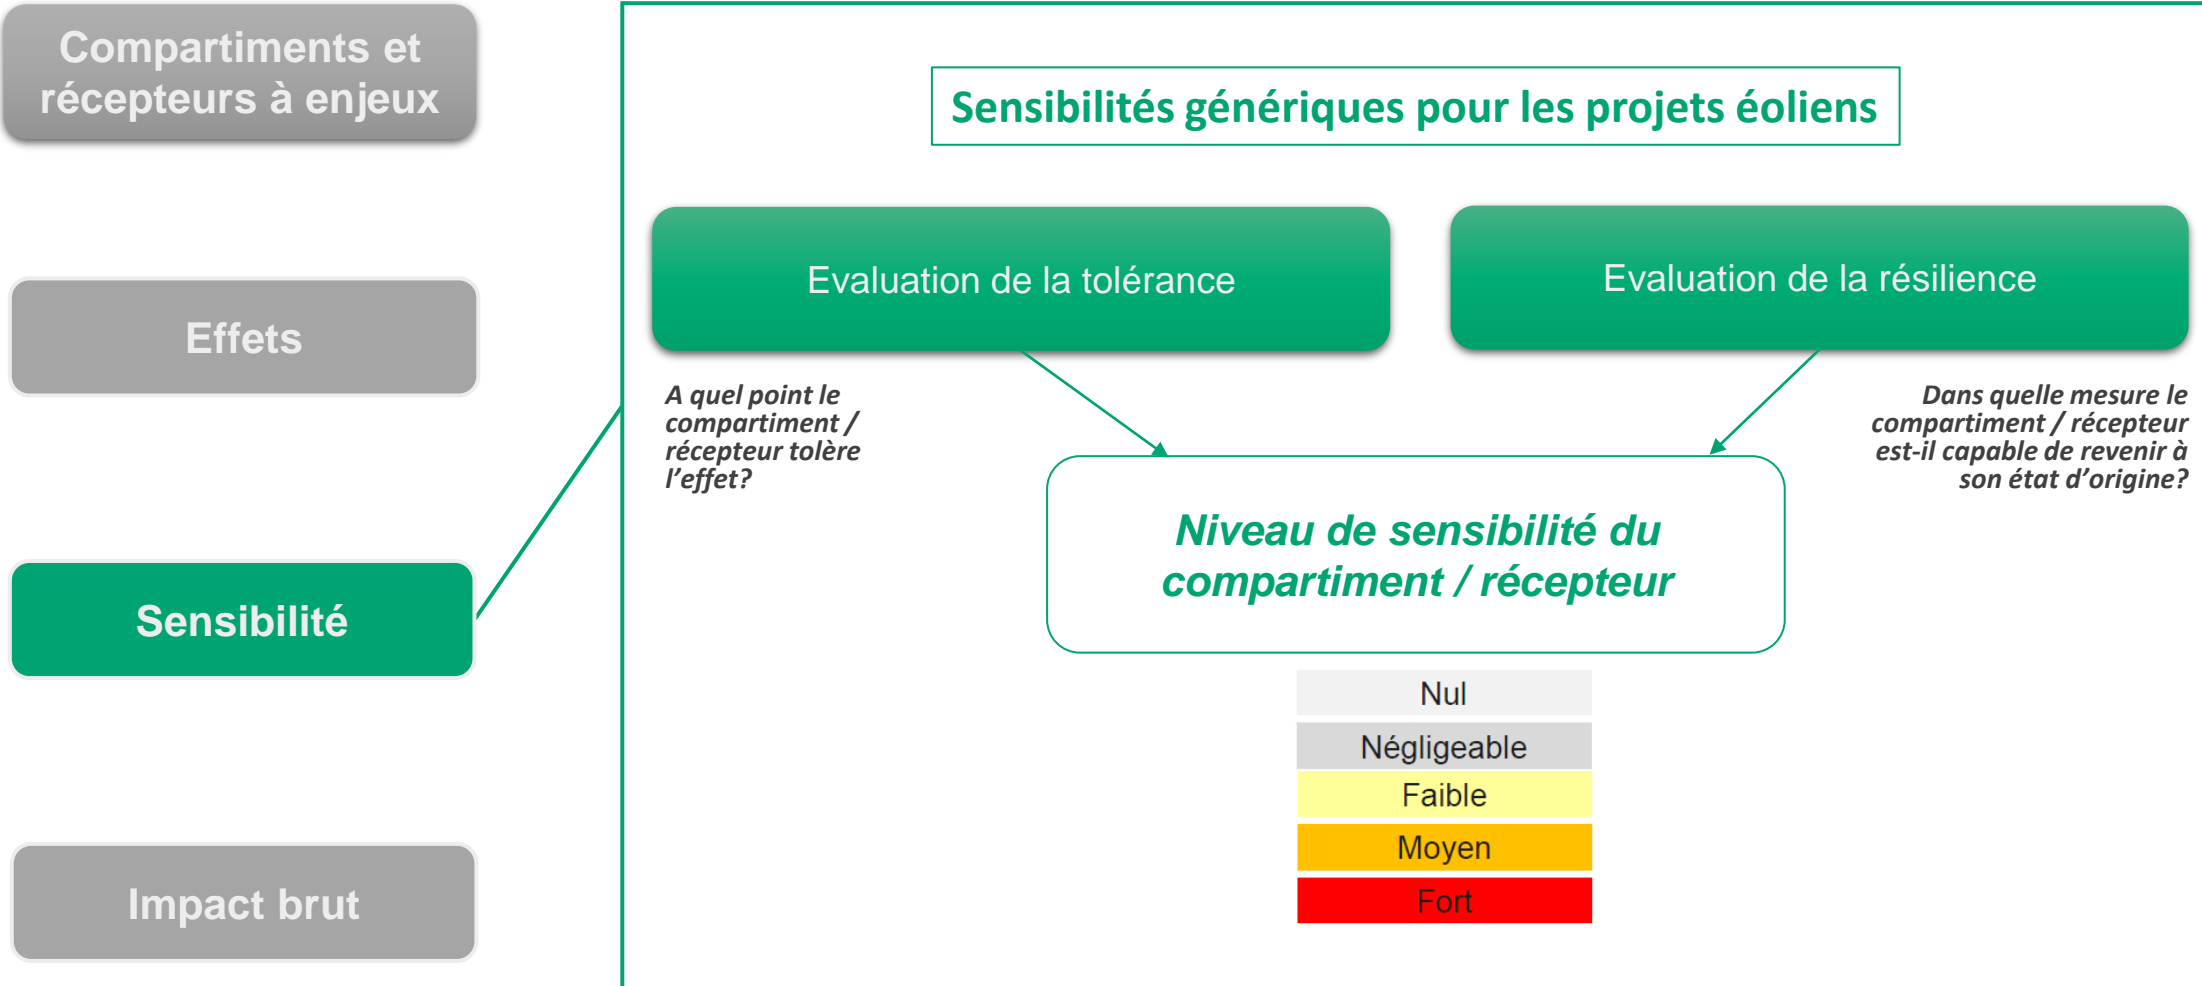 Compartiments et
récepteurs à enjeux
Effets
Sensibilité
Impact brut
Sensibilités génériques pour les projets éoliens
Evaluation de la tolérance
Evaluation de la résilience
A quel point le
compartiment /
récepteur tolère
l’effet?
Dans quelle mesure le
compartiment / récepteur
est-il capable de revenir à
son état d’origine?
Niveau de sensibilité du
compartiment / récepteur
Nul
Négligeable
Faible
Moyen
Fort